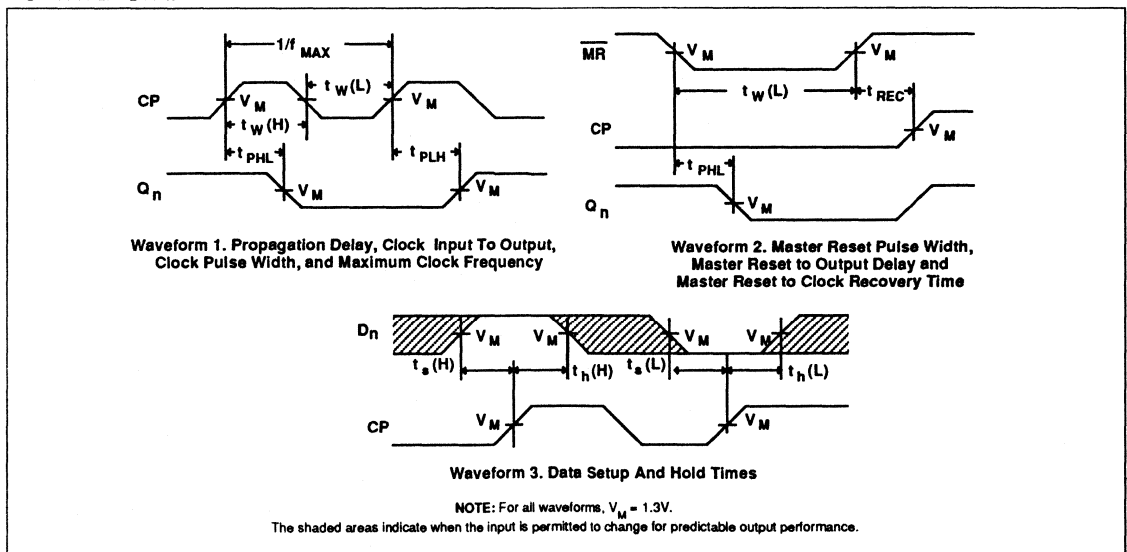 1/f MAX
t W (L)
CP
V M
V M
t W (H)
t PHL
t PLH
Q n
V M
V M
Waveform 1. Propagation Delay, Clock Input To Output,
Clock Pulse Width, and Maximum Clock Frequency
MR
V M
V M
t W (L)
t REC
CP
V M
t PHL
Q n
V M
Waveform 2. Master Reset Pulse Width,
Master Reset to Output Delay and
Master Reset to Clock Recovery Time
D n
V M
V M
V M
V M
t s (H)
t h (H)
t s (L)
t h (L)
CP
V M
V M
Waveform 3. Data Setup And Hold Times
NOTE: For all waveforms, V M = 1.3V.
The shaded areas indicate when the input is permitted to change for predictable output performance.